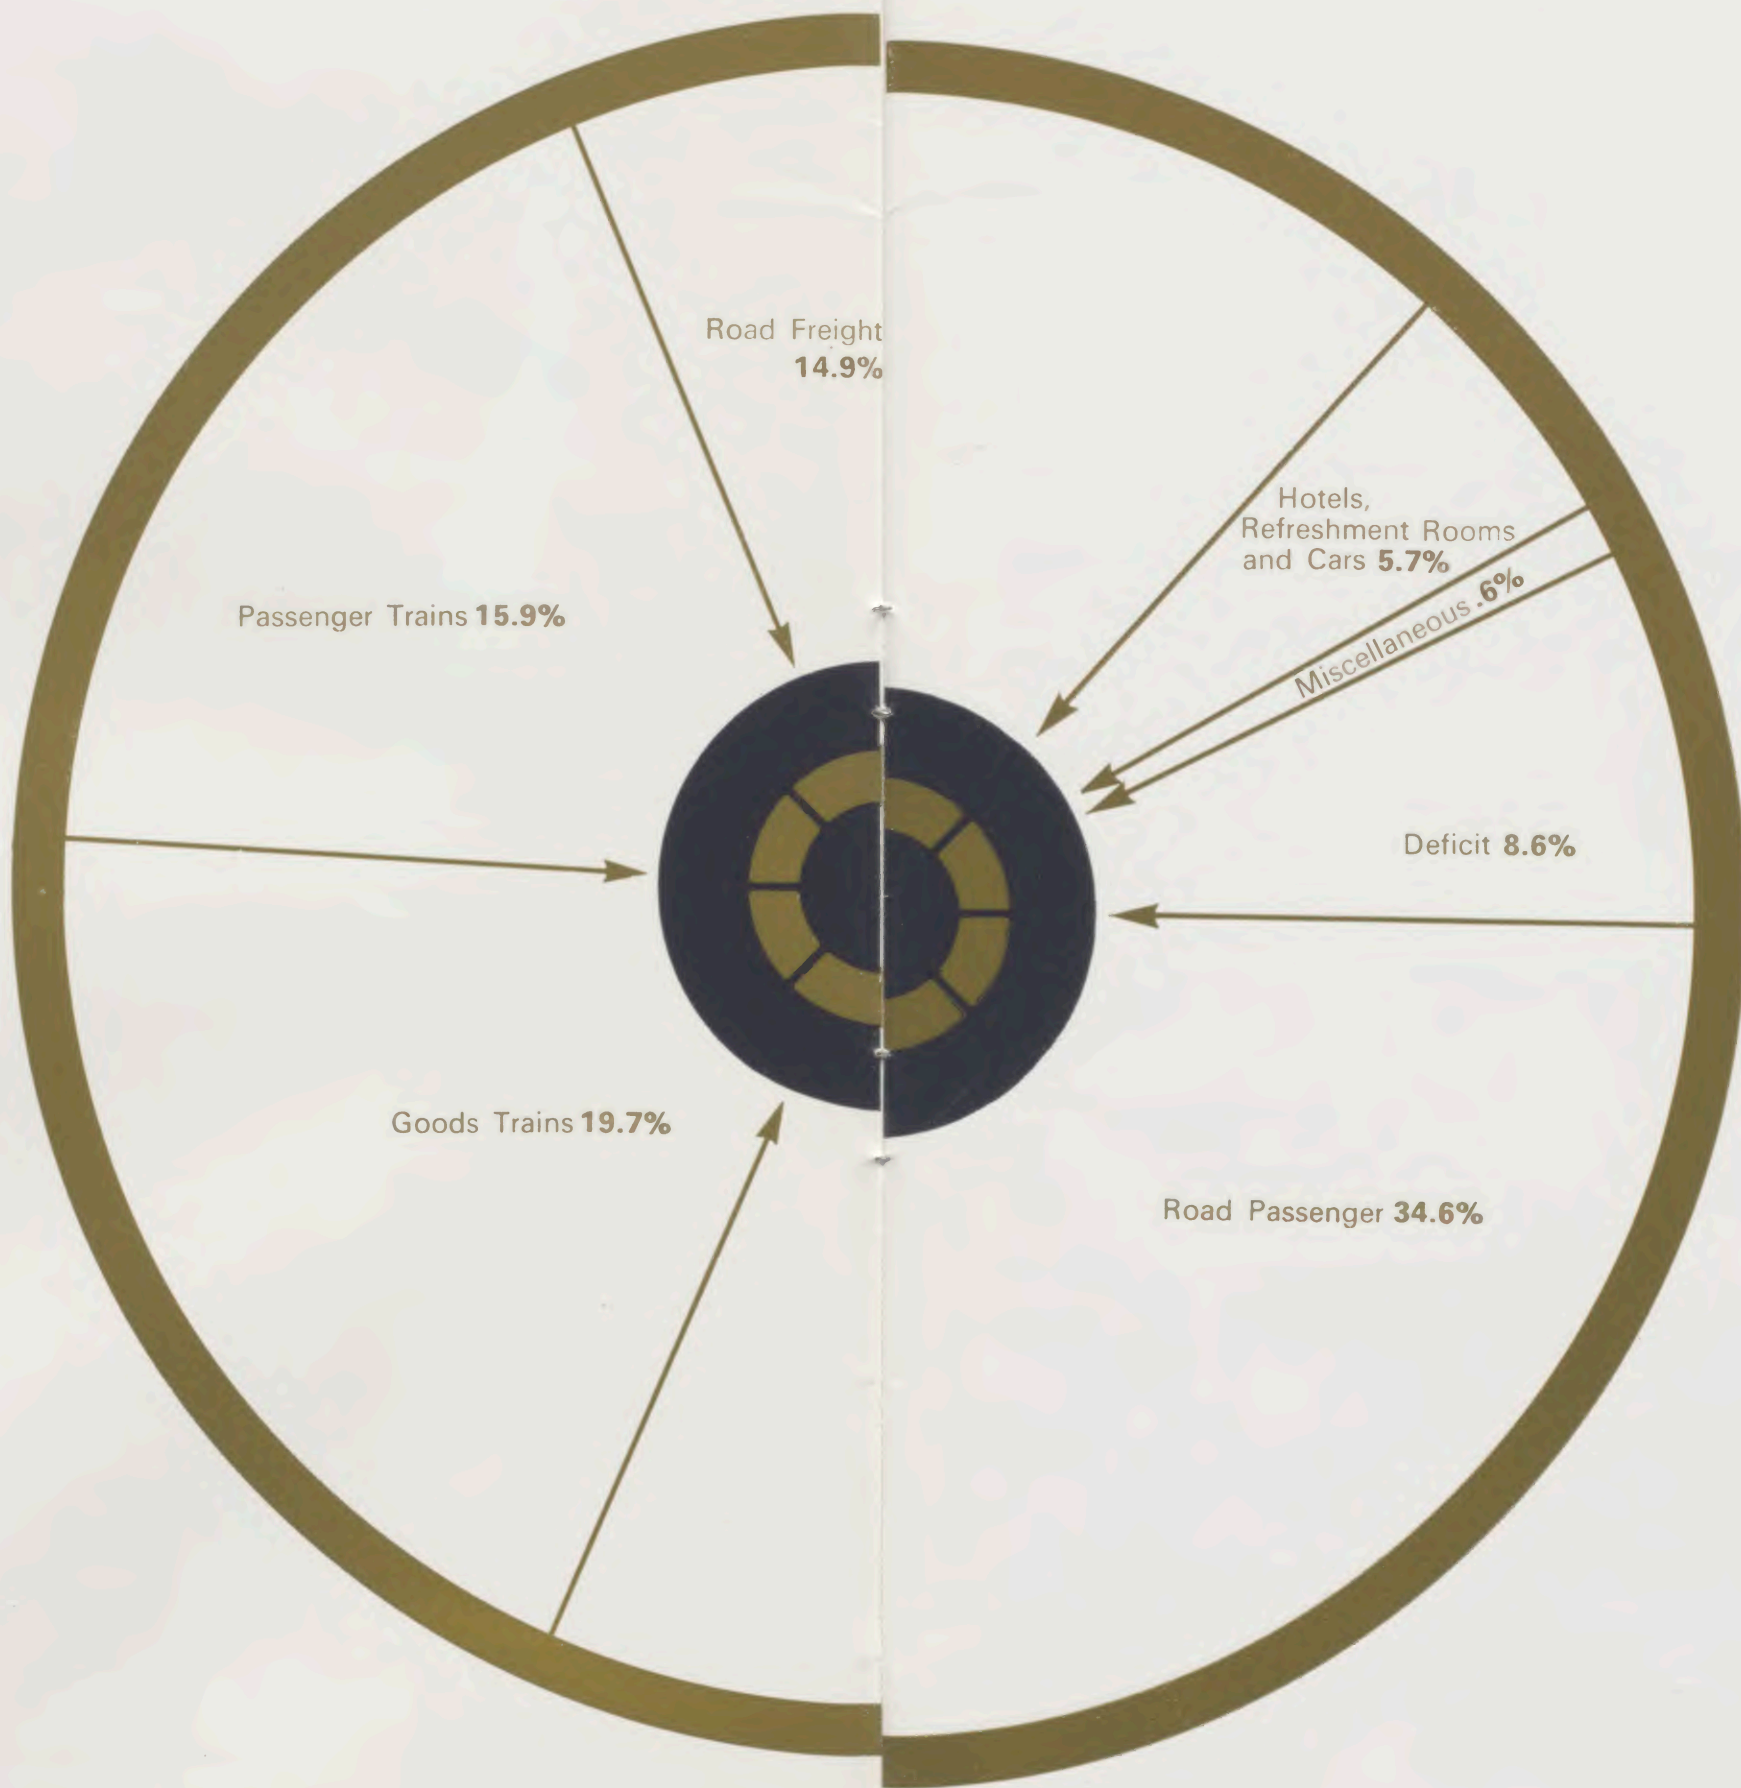 Road Freight
14.9%
Hotels,
Refreshment Rooms
and Cars 5.7%
Miscellaneous .6%
Passenger Trains 15.9%
Deficit 8.6%
Goods Trains 19.7%
Road Passenger 34.6%